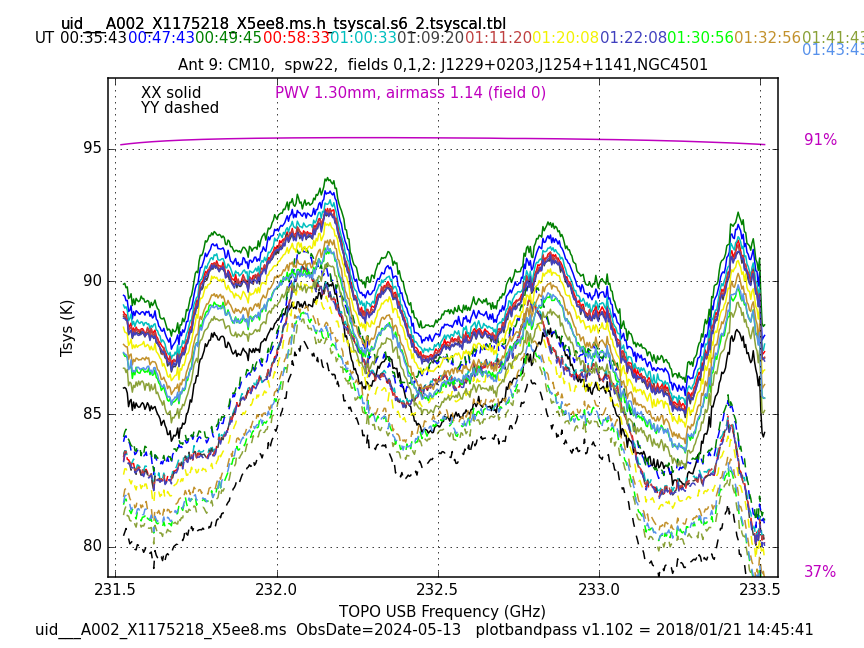 uid___A002_X1175218_X5ee8.ms.h_tsyscal.s6_2.tsyscal.tbl
UT 00:35:43 00:47:43 00:49:45 00:58:33 01:00:33 01:09:20 01:11:20 01:20:08 01:22:08 01:30:56 01:32:56 01:41:43
01:43:43
Ant 9: CM10,  spw22,  fields 0,1,2: J1229+0203,J1254+1141,NGC4501
XX solid
PWV 1.30mm, airmass 1.14 (field 0)
YY dashed
91%
95
90
85
80
Tsys (K)
37%
231.5 232.0 232.5 233.0 233.5
TOPO USB Frequency (GHz)
uid___A002_X1175218_X5ee8.ms  ObsDate=2024-05-13   plotbandpass v1.102 = 2018/01/21 14:45:41